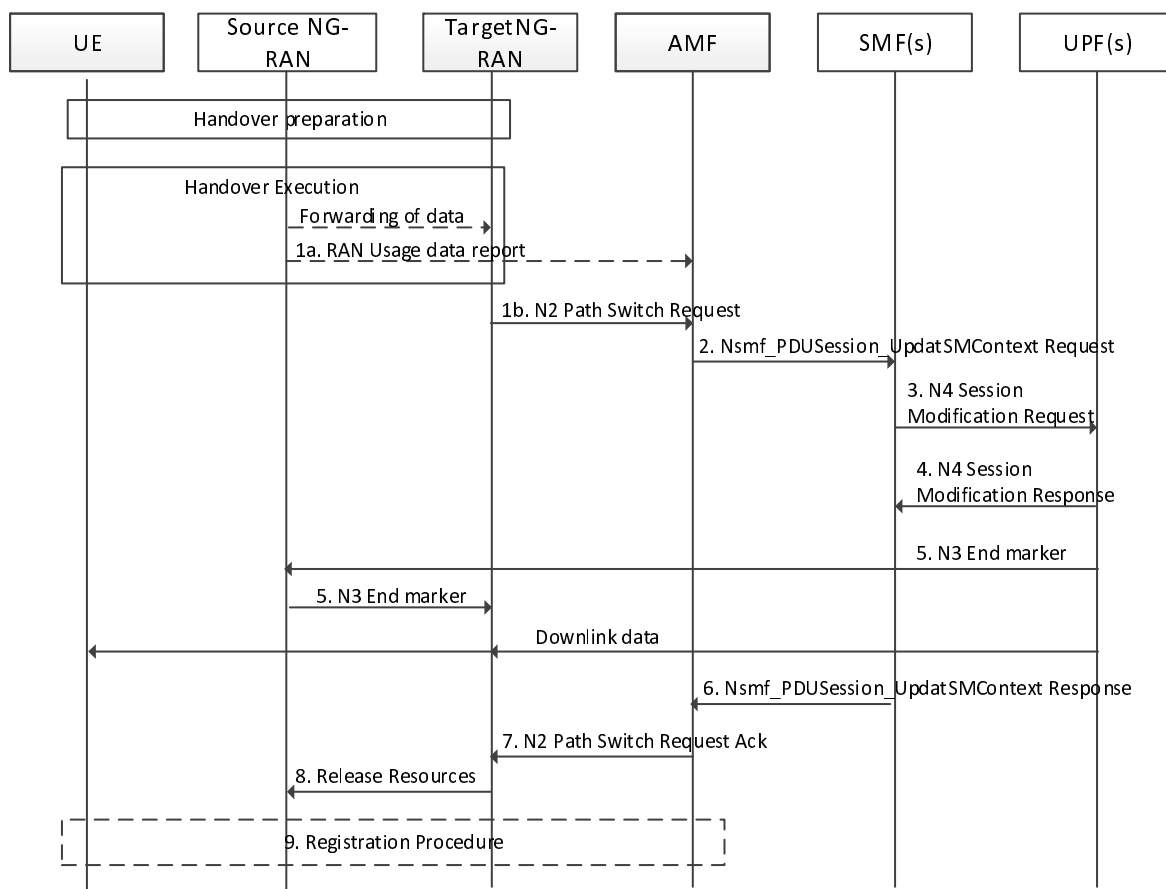 UE
Source NG-
RAN
TargetNG-
RAN
AMF
SMF(s)
UPF(s)
Handover preparation
Handover Execution
Forwarding of data
1a. RAN Usage data report
1b. N2 Path Switch Request
2. Nsmf_PDUSession_UpdatSMContext Request
3. N4 Session
Modification Request
4. N4 Session
Modification Response
5. N3 End marker
5. N3 End marker
Downlink data
6. Nsmf_PDUSession_UpdatSMContext Response
7. N2 Path Switch Request Ack
8. Release Resources
9. Registration Procedure